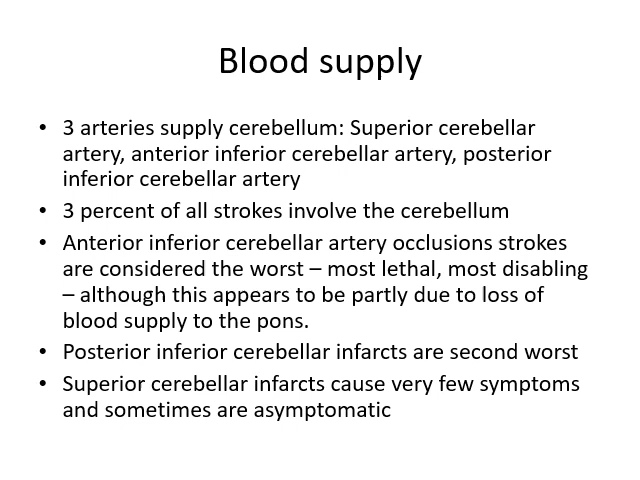 Blood supply
• 3 arteries supply cerebellum: Superior cerebellar
artery, anterior inferior cerebellar artery, posterior
inferior cerebellar artery
• 3 percent of all strokes involve the cerebellum
• Anterior inferior cerebellar artery occlusions strokes
are considered the worst – most lethal, most disabling
– although this appears to be partly due to loss of
blood supply to the pons.
• Posterior inferior cerebellar infarcts are second worst
• Superior cerebellar infarcts cause very few symptoms
and sometimes are asymptomatic